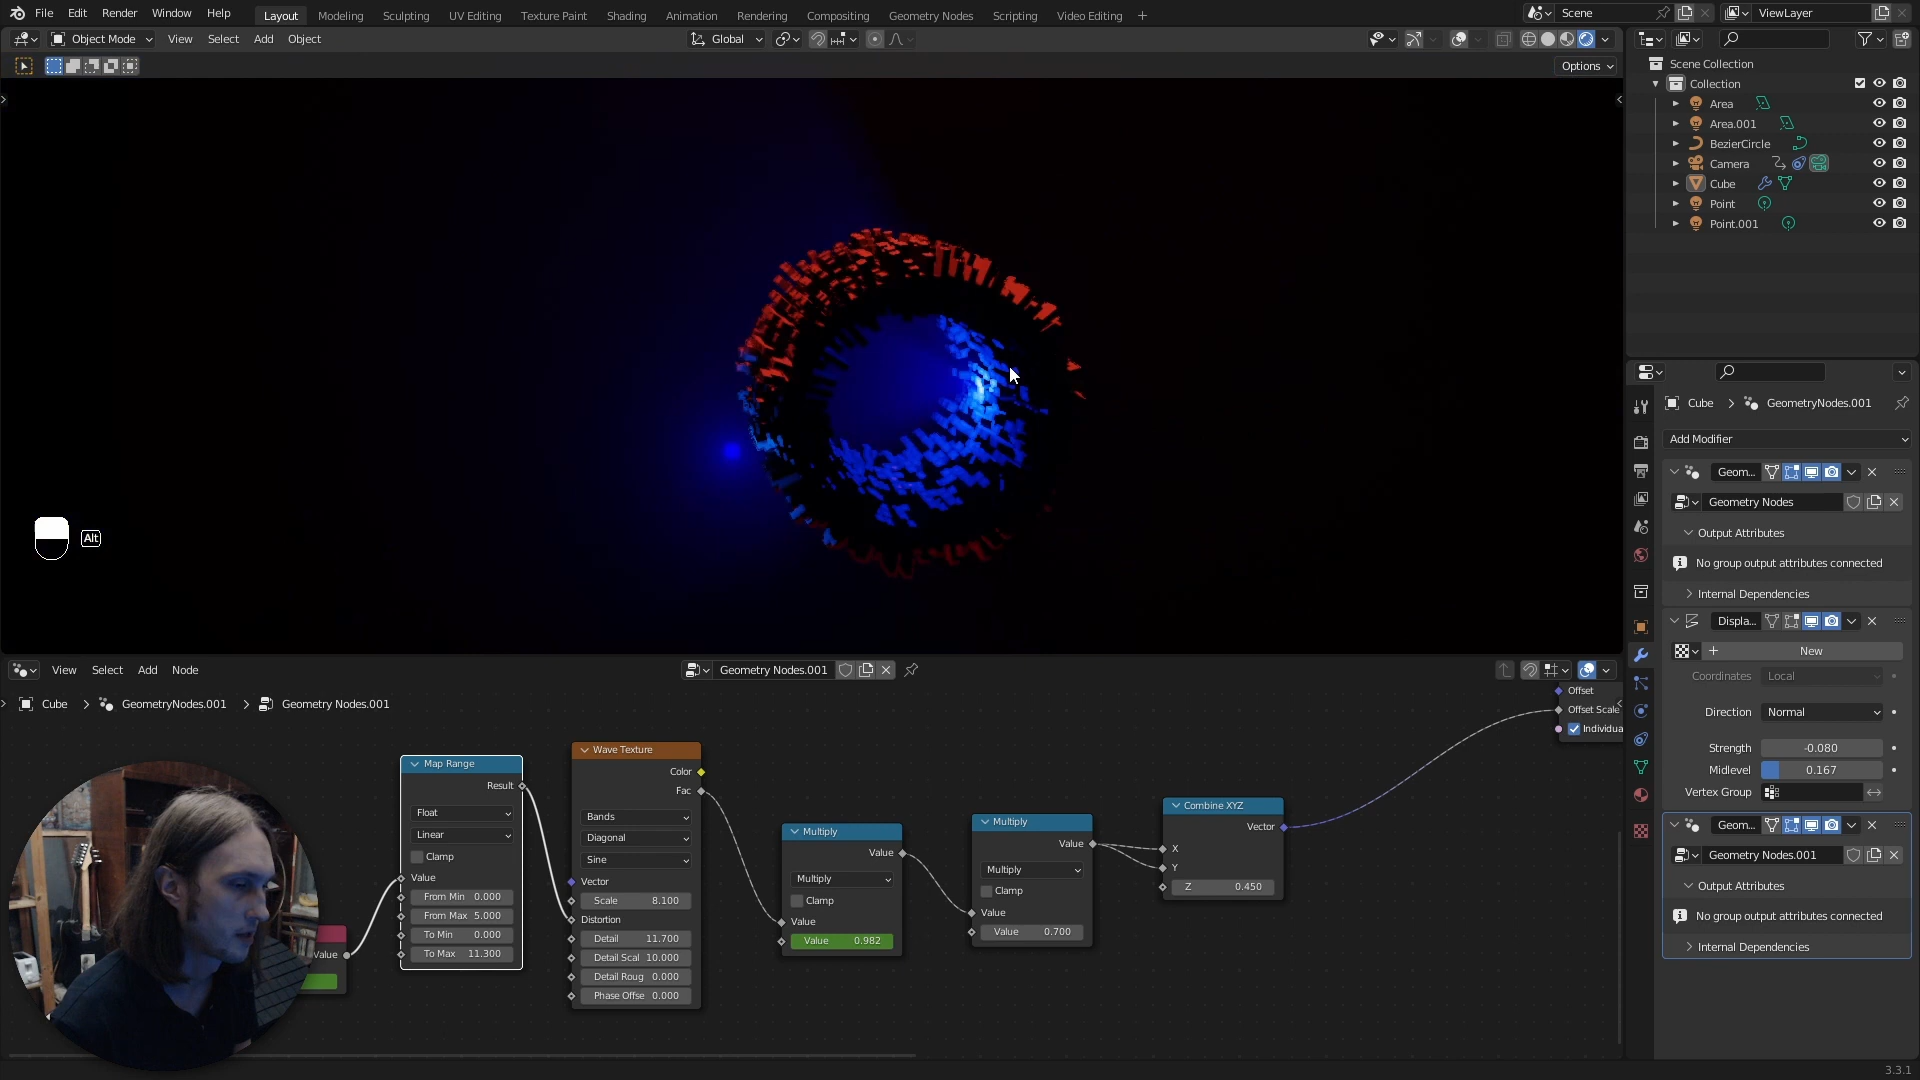 File Edit Render Window Help Layout Modeling Sculpting UV Editing Texture Paint Shading Animation Rendering Compositing Geometry Nodes Scripting Video Editing Scene ViewLayer
Object Mode View Select Add Object Global
Options
Scene Collection
Collection
Area
Area.001
BezierCircle
Camera
Cube
Point
Point.001
Cube GeometryNodes.001
Add Modifier
Geom...
Geometry Nodes
Output Attributes
No group output attributes connected
Internal Dependencies
Displa...
New
Coordinates Local
Direction Normal
Strength -0.080
Midlevel 0.167
Vertex Group
Geom...
Geometry Nodes.001
Output Attributes
No group output attributes connected
Internal Dependencies
Alt
View Select Add Node Geometry Nodes.001
Cube GeometryNodes.001 Geometry Nodes.001
Value
Map Range
Result
Float
Linear
Clamp
Value
From Min 0.000
From Max 5.000
To Min 0.000
To Max 11.300
Wave Texture
Color
Fac
Bands
Diagonal
Sine
Vector
Scale 8.100
Distortion
Detail 11.700
Detail Scal 10.000
Detail Roug 0.000
Phase Offse 0.000
Multiply
Value
Multiply
Clamp
Value
Value 0.982
Multiply
Value
Multiply
Clamp
Value
Value 0.700
Combine XYZ
Vector
X
Y
Z 0.450
Offset
Offset Scale
Individua
3.3.1